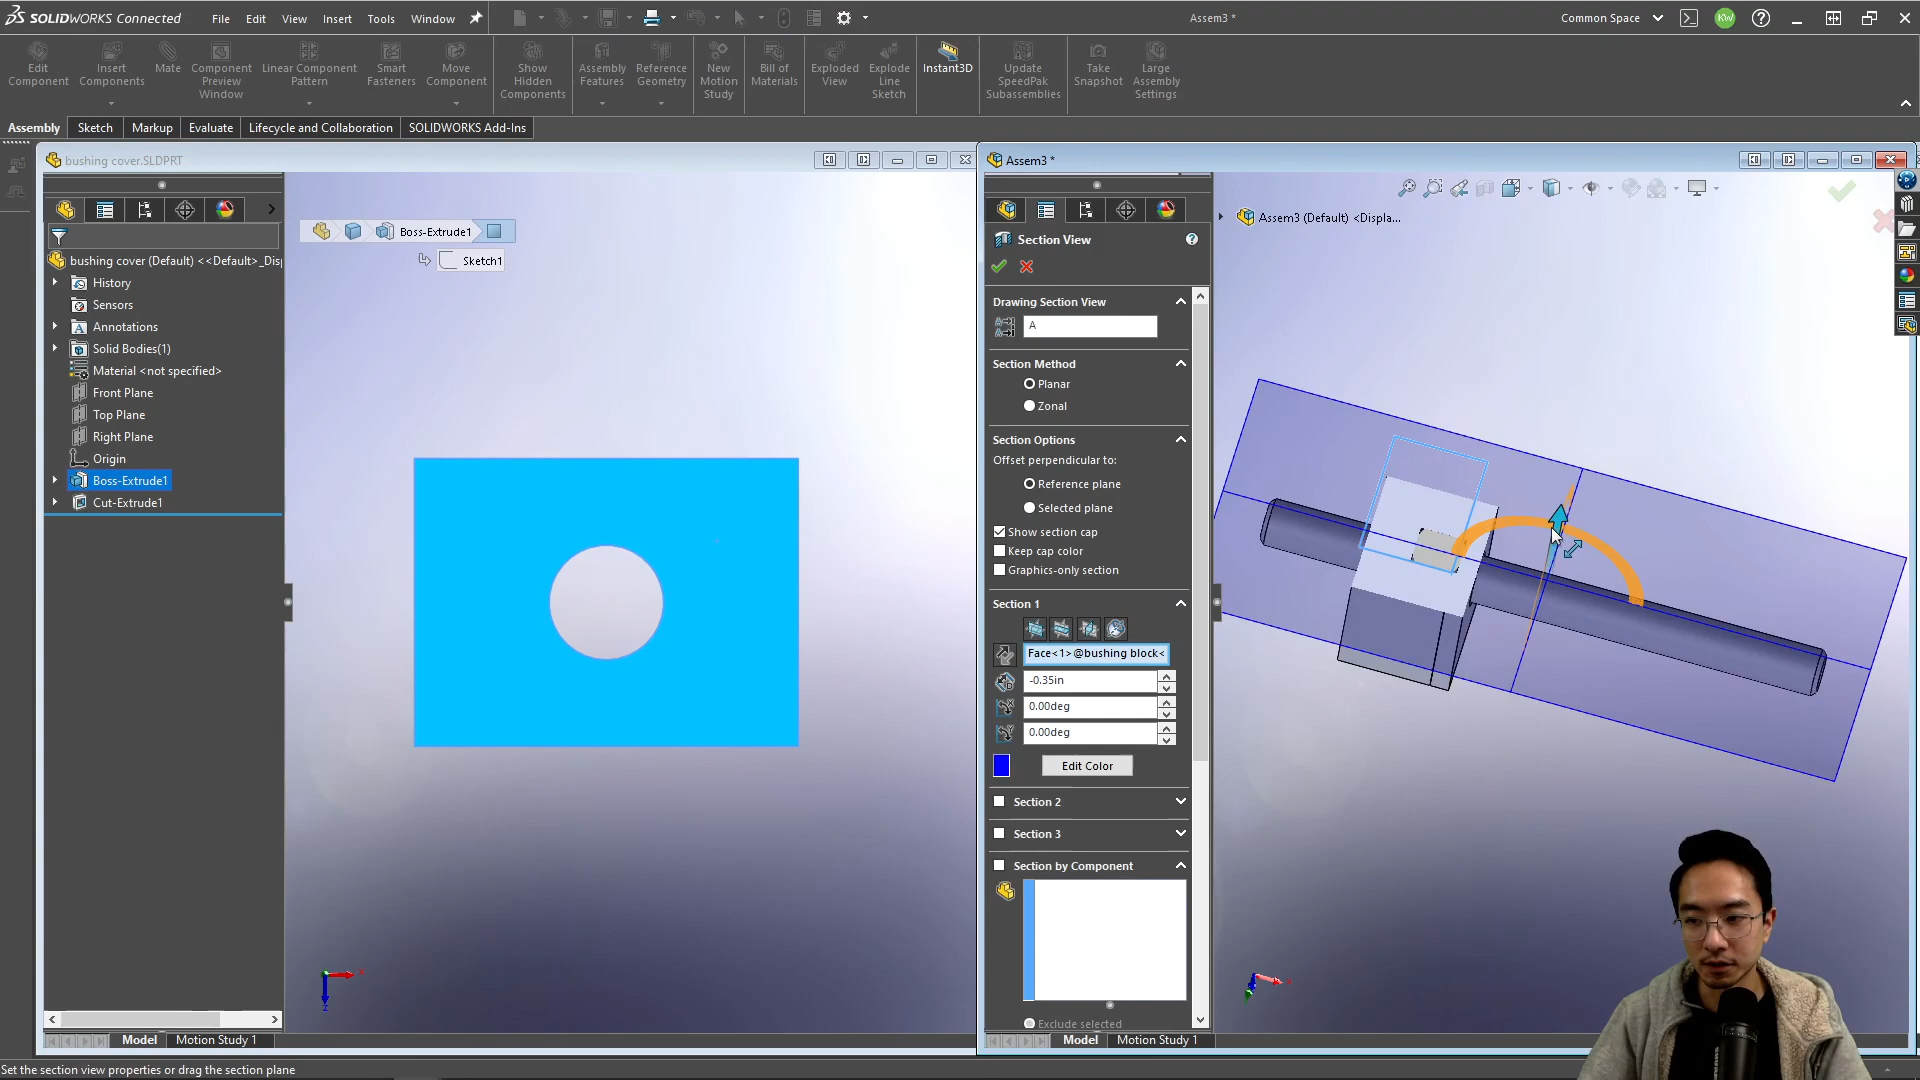 SOLIDWORKS Connected File Edit View Insert Tools Window Assem3 * Common Space KW
Edit Component
Insert Components
Mate
Component Preview Window
Linear Component Pattern
Smart Fasteners
Move Component
Show Hidden Components
Assembly Features
Reference Geometry
New Motion Study
Bill of Materials
Exploded View
Explode Line Sketch
Instant3D
Update SpeedPak Subassemblies
Take Snapshot
Large Assembly Settings
Assembly Sketch Markup Evaluate Lifecycle and Collaboration SOLIDWORKS Add-Ins
bushing cover.SLDPRT
bushing cover (Default) <<Default>_Disp
History
Sensors
Annotations
Solid Bodies(1)
Material <not specified>
Front Plane
Top Plane
Right Plane
Origin
Boss-Extrude1
Cut-Extrude1
Boss-Extrude1
Sketch1
Model Motion Study 1
Assem3 *
Section View
Drawing Section View
A
Section Method
Planar
Zonal
Section Options
Offset perpendicular to:
Reference plane
Selected plane
Show section cap
Keep cap color
Graphics-only section
Section 1
Face<1>@bushing block<
-0.35in
0.00deg
0.00deg
Edit Color
Section 2
Section 3
Section by Component
Exclude selected
Assem3 (Default) <Displa...
Model Motion Study 1
Set the section view properties or drag the section plane